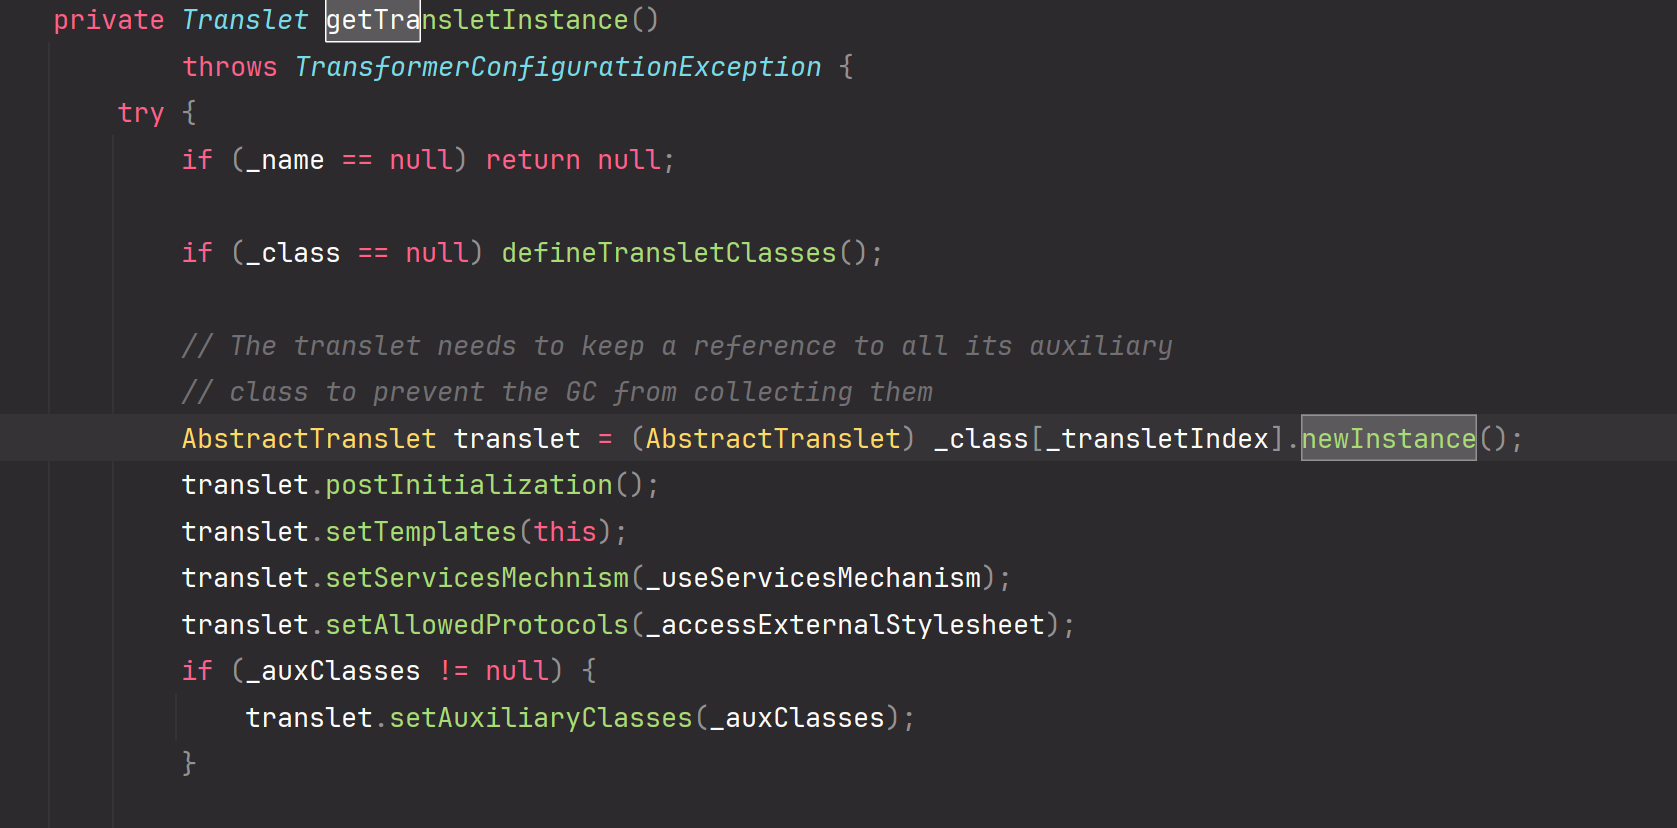 private Translet getTransletInstance()
throws TransformerConfigurationException {
try {
if (_name == null) return null;
if (_class == null) defineTransletClasses();
// The translet needs to keep a reference to all its auxiliary
// class to prevent the GC from collecting them
AbstractTranslet translet = (AbstractTranslet) _class[_transletIndex].newInstance();
translet.postInitialization();
translet.setTemplates(this);
translet.setServicesMechnism(_useServicesMechanism);
translet.setAllowedProtocols(_accessExternalStylesheet);
if (_auxClasses != null) {
translet.setAuxiliaryClasses(_auxClasses);
}